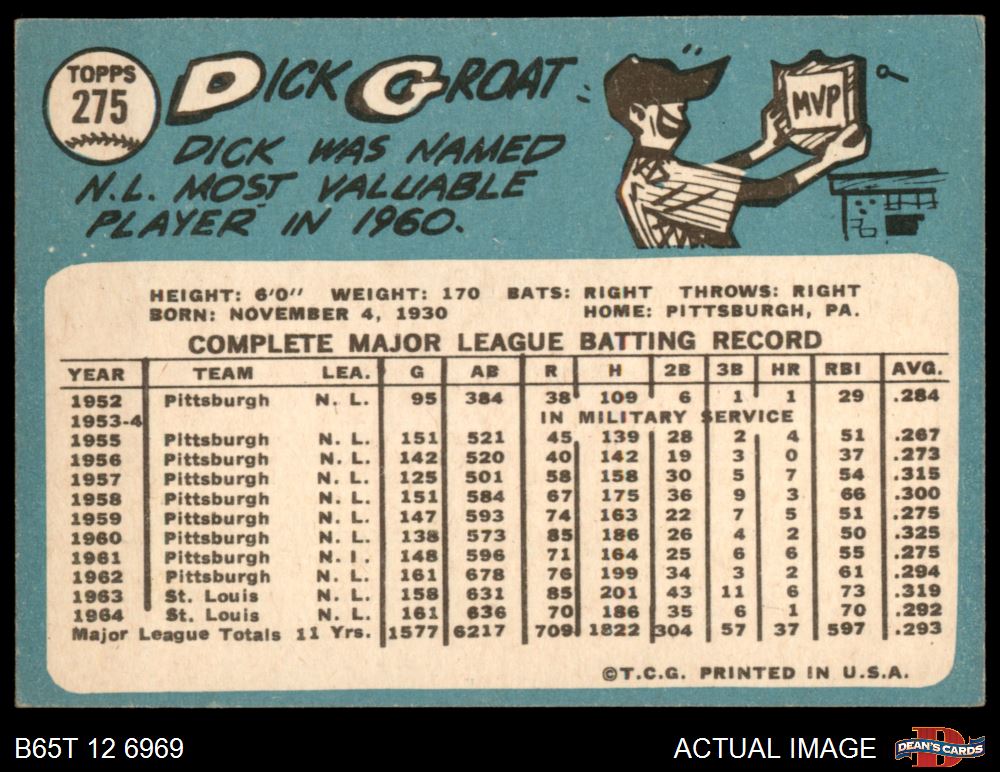 TOPPS
275
DICK GROAT
MVP
DICK WAS NAMED
N.L. MOST VALUABLE
PLAYER IN 1960.
HEIGHT: 6'0" WEIGHT: 170 BATS: RIGHT THROWS: RIGHT
BORN: NOVEMBER 4, 1930 HOME: PITTSBURGH, PA.
COMPLETE MAJOR LEAGUE BATTING RECORD
YEAR TEAM LEA. G AB R H 2B 3B HR RBI AVG.
1952 Pittsburgh N. L. 95 384 38 109 6 1 1 29 .284
1953-4 IN MILITARY SERVICE
1955 Pittsburgh N. L. 151 521 45 139 28 2 4 51 .267
1956 Pittsburgh N. L. 142 520 40 142 19 3 0 37 .273
1957 Pittsburgh N. L. 125 501 58 158 30 5 7 54 .315
1958 Pittsburgh N. L. 151 584 67 175 36 9 3 66 .300
1959 Pittsburgh N. L. 147 593 74 163 22 7 5 51 .275
1960 Pittsburgh N. L. 138 573 85 186 26 4 2 50 .325
1961 Pittsburgh N. L. 148 596 71 164 25 6 6 55 .275
1962 Pittsburgh N. L. 161 678 76 199 34 3 2 61 .294
1963 St. Louis N. L. 158 631 85 201 43 11 6 73 .319
1964 St. Louis N. L. 161 636 70 186 35 6 1 70 .292
Major League Totals 11 Yrs. 1577 6217 709 1822 304 57 37 597 .293
©T.C.G. PRINTED IN U.S.A.
B65T 12 6969 ACTUAL IMAGE DEAN'S CARDS